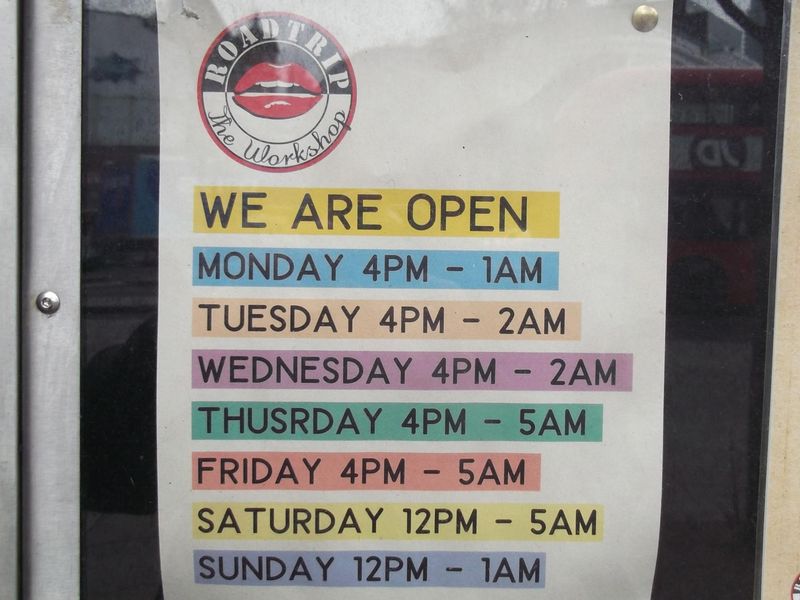 ROADTRIP
The Workshop
WE ARE OPEN
MONDAY 4PM - 1AM
TUESDAY 4PM - 2AM
WEDNESDAY 4PM - 2AM
THUSRDAY 4PM - 5AM
FRIDAY 4PM - 5AM
SATURDAY 12PM - 5AM
SUNDAY 12PM - 1AM